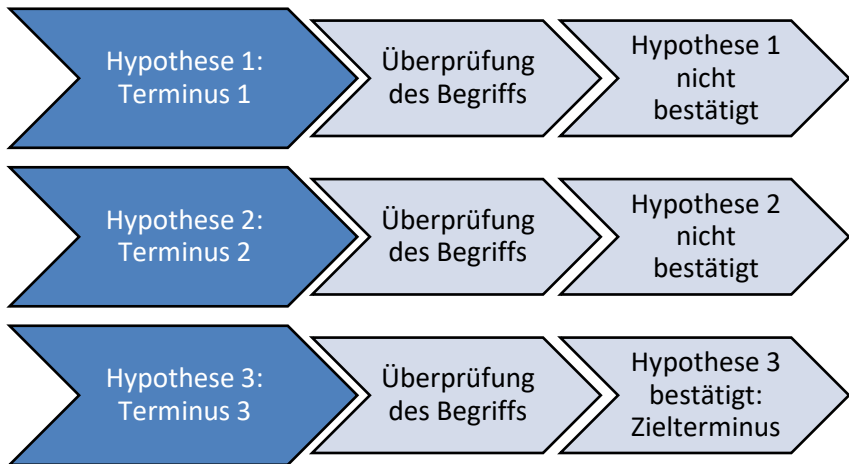 Hypothese 1:
Terminus 1
Überprüfung
des Begriffs
Hypothese 1
nicht
bestätigt
Hypothese 2:
Terminus 2
Überprüfung
des Begriffs
Hypothese 2
nicht
bestätigt
Hypothese 3:
Terminus 3
Überprüfung
des Begriffs
Hypothese 3
bestätigt:
Zielterminus